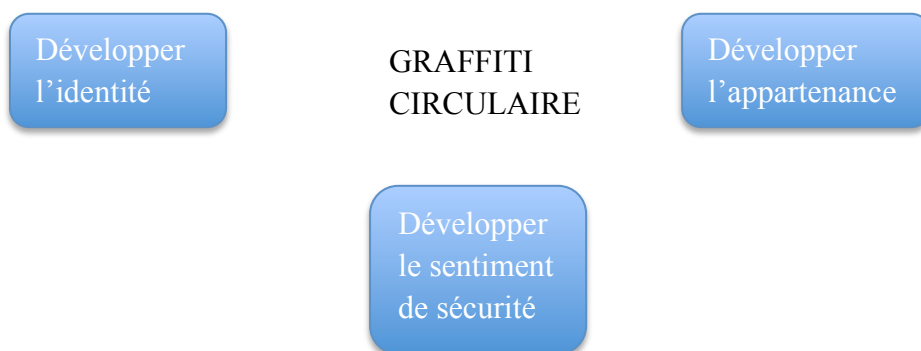 Développer
l’identité
GRAFFITI
CIRCULAIRE
Développer
l’appartenance
Développer
le sentiment
de sécurité